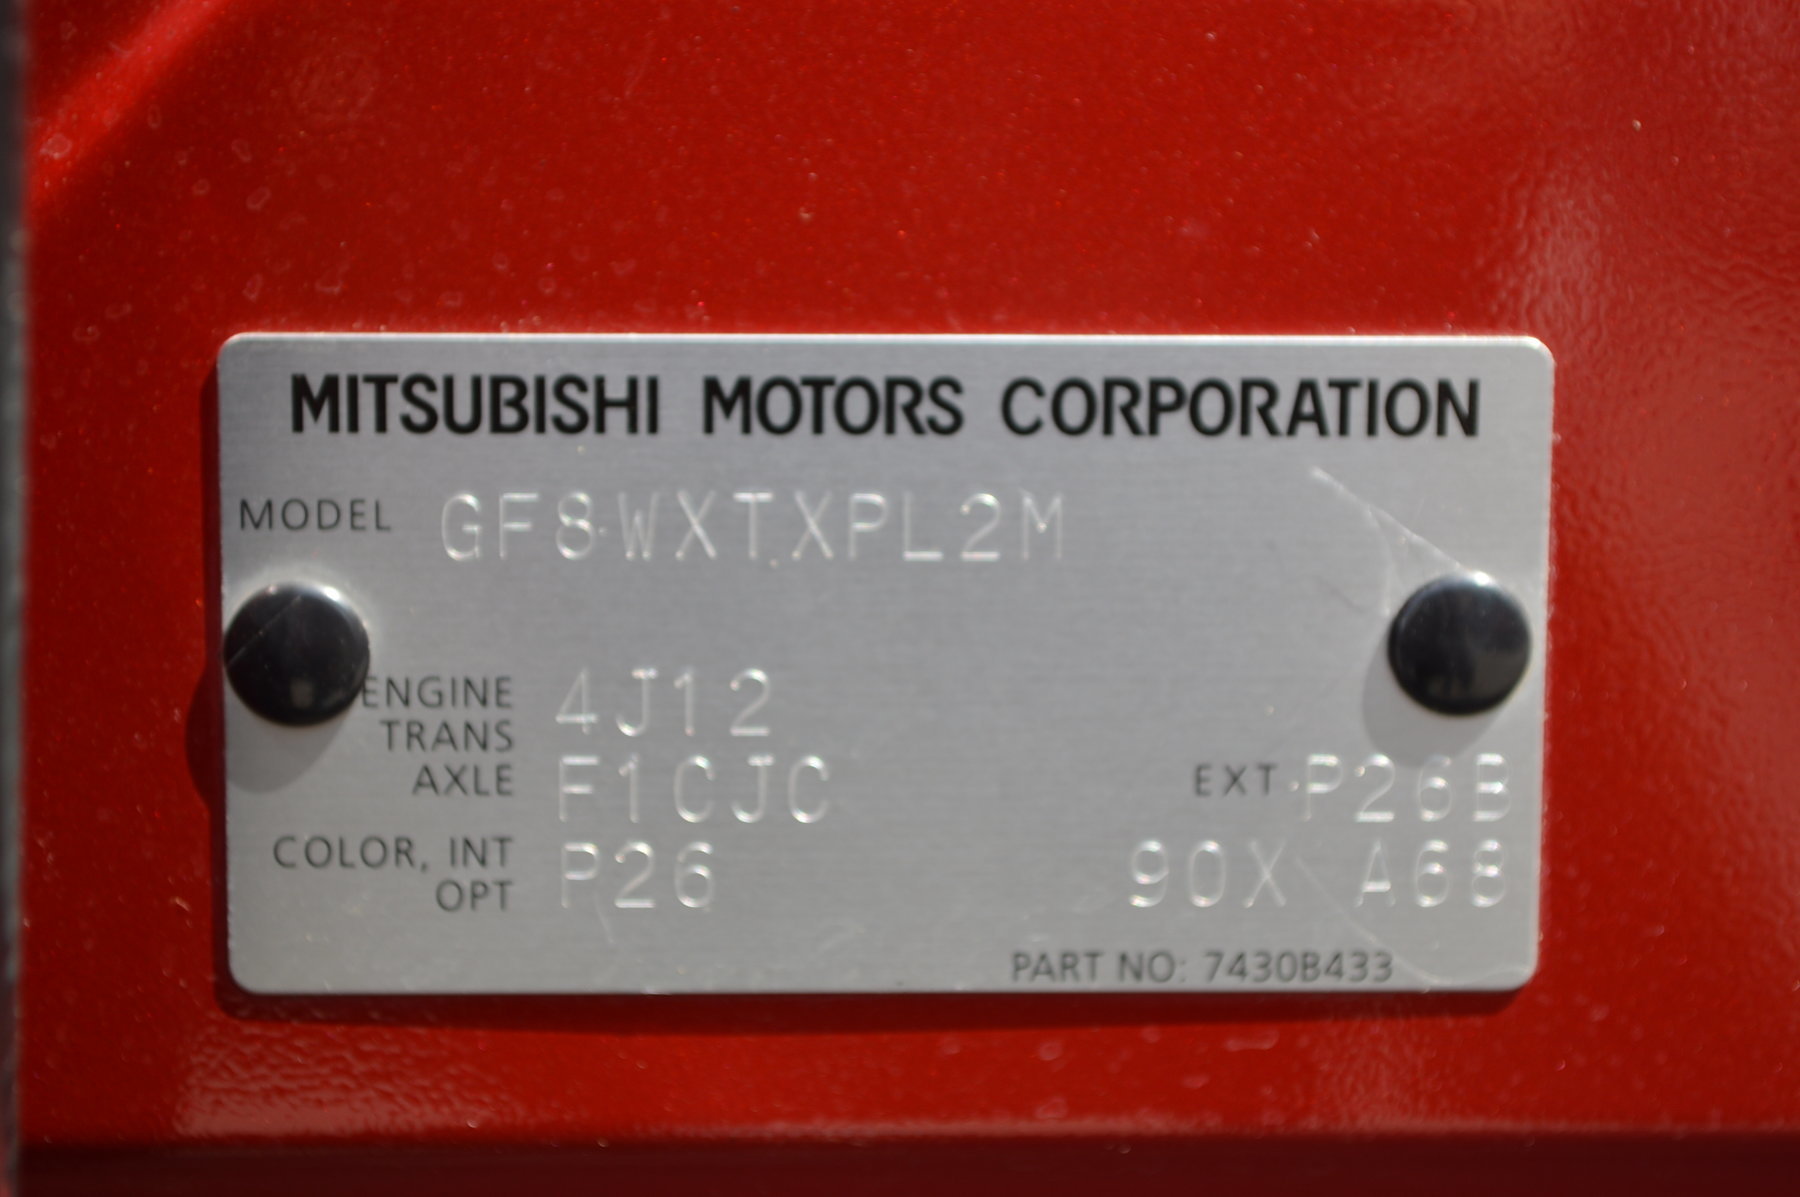 MITSUBISHI MOTORS CORPORATION
MODEL GF8WXTXPL2M
ENGINE 4J12
TRANS
AXLE F1CJC EXT P26B
COLOR, INT
OPT P26 90X A68
PART NO: 7430B433